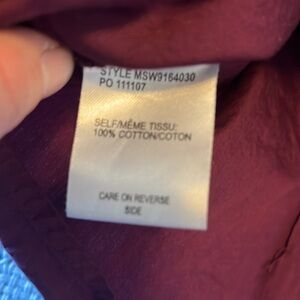 STYLE MSW9164030
PO 111107
SELF/MÊME TISSU:
100% COTTON/COTON
CARE ON REVERSE
SIDE